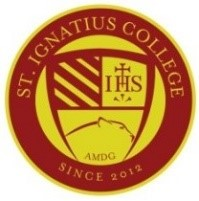 ST. IGNATIUS COLLEGE
IHS
AMDG
SINCE 2012